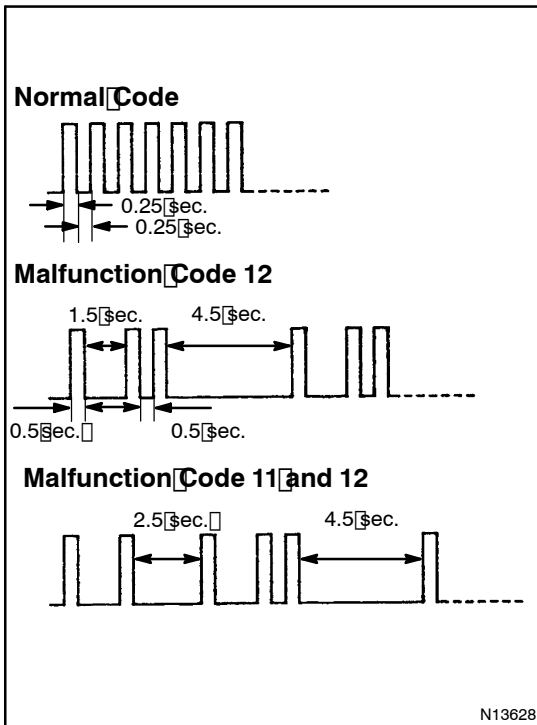 Normal Code
0.25 sec.
0.25 sec.
Malfunction Code 12
1.5 sec. 4.5 sec.
0.5 sec. 0.5 sec.
Malfunction Code 11 and 12
2.5 sec. 4.5 sec.
N13628